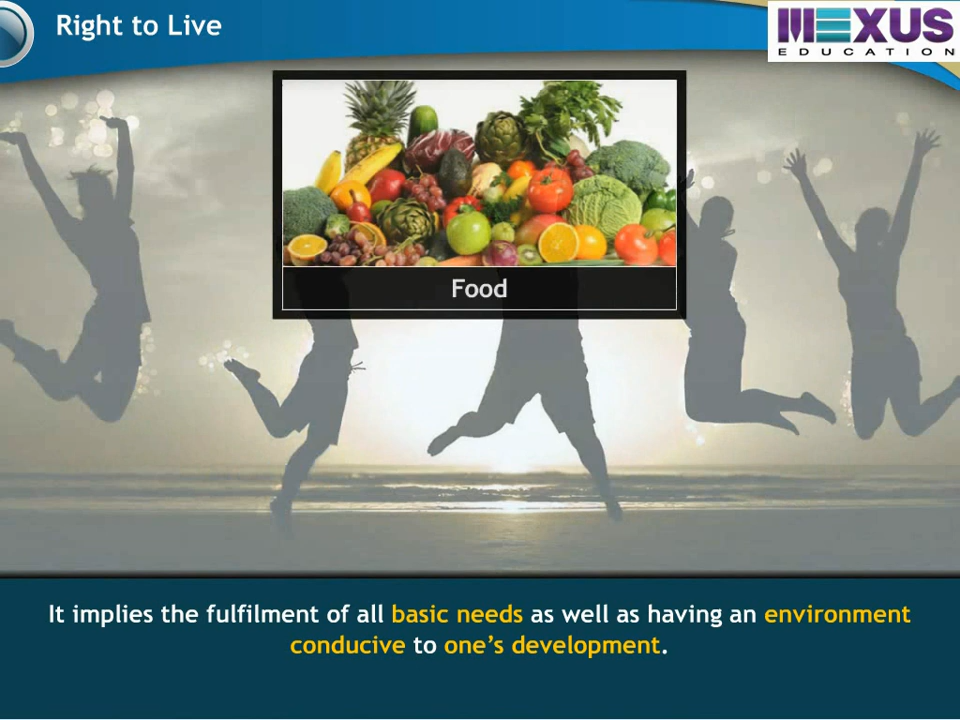 Right to Live
MEXUS
EDUCATION
Food
It implies the fulfilment of all basic needs as well as having an environment
conducive to one’s development.